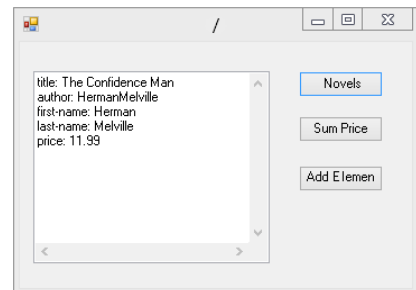 /
title: The Confidence Man
author: HermanMelville
first-name: Herman
last-name: Melville
price: 11.99
Novels
Sum Price
Add Elemen